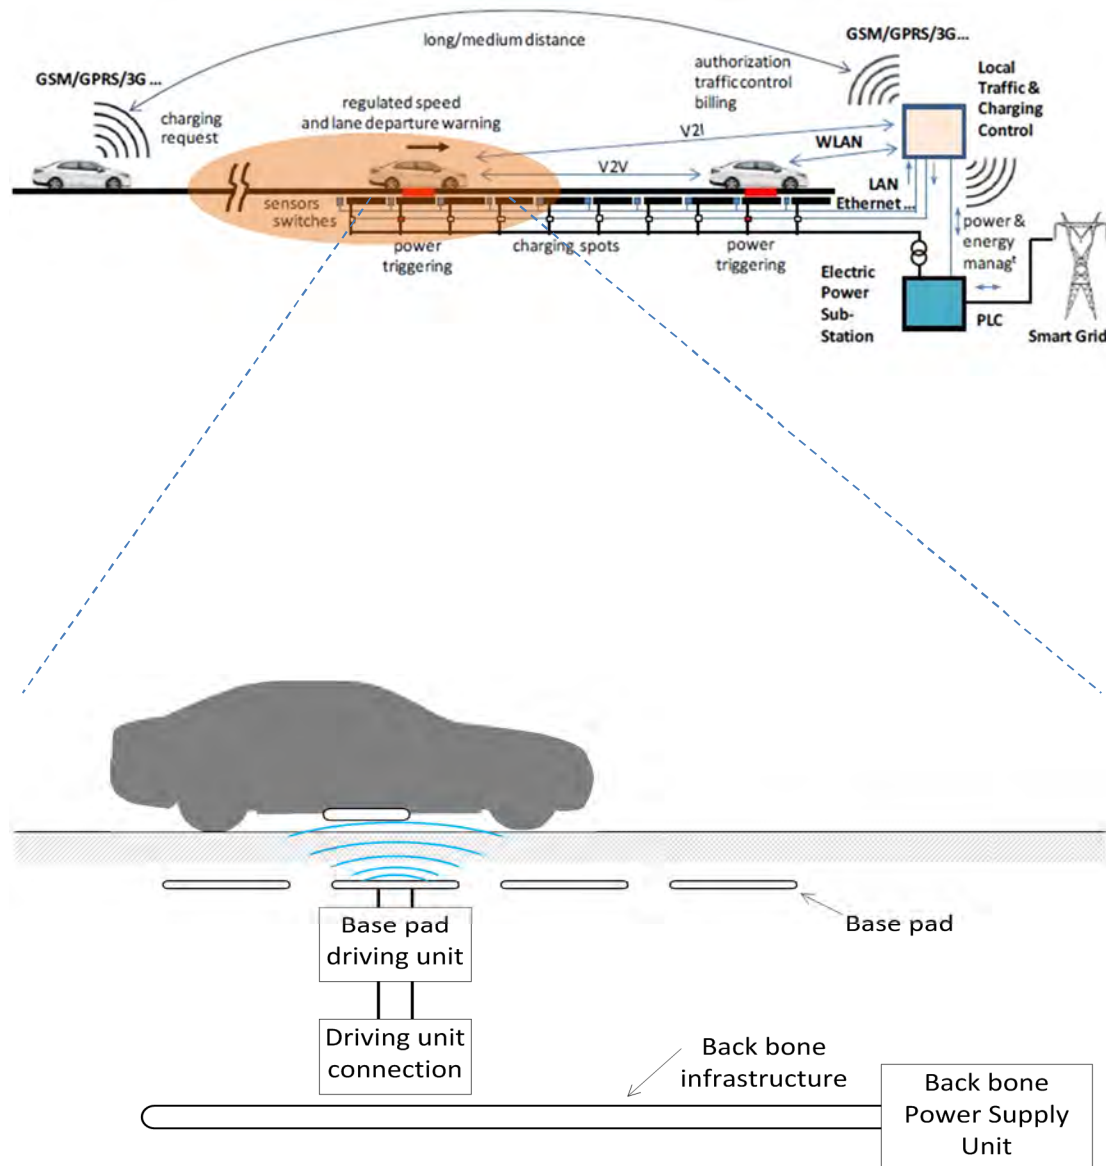 long/medium distance
GSM/GPRS/3G...
GSM/GPRS/3G ...
charging
request
regulated speed
and lane departure warning
authorization
trafficcontrol
billing
Local
Traffic &
Charging
Control
V2I
WLAN
V2V
LAN
Ethernet ...
sensors
switches
power
triggering
charging spots
power
triggering
power &
energy
managᵗ
Electric
Power
Sub-
Station
PLC
Smart Grid
Base pad
driving unit
Base pad
Driving unit
connection
Back bone
infrastructure
Back bone
Power Supply
Unit